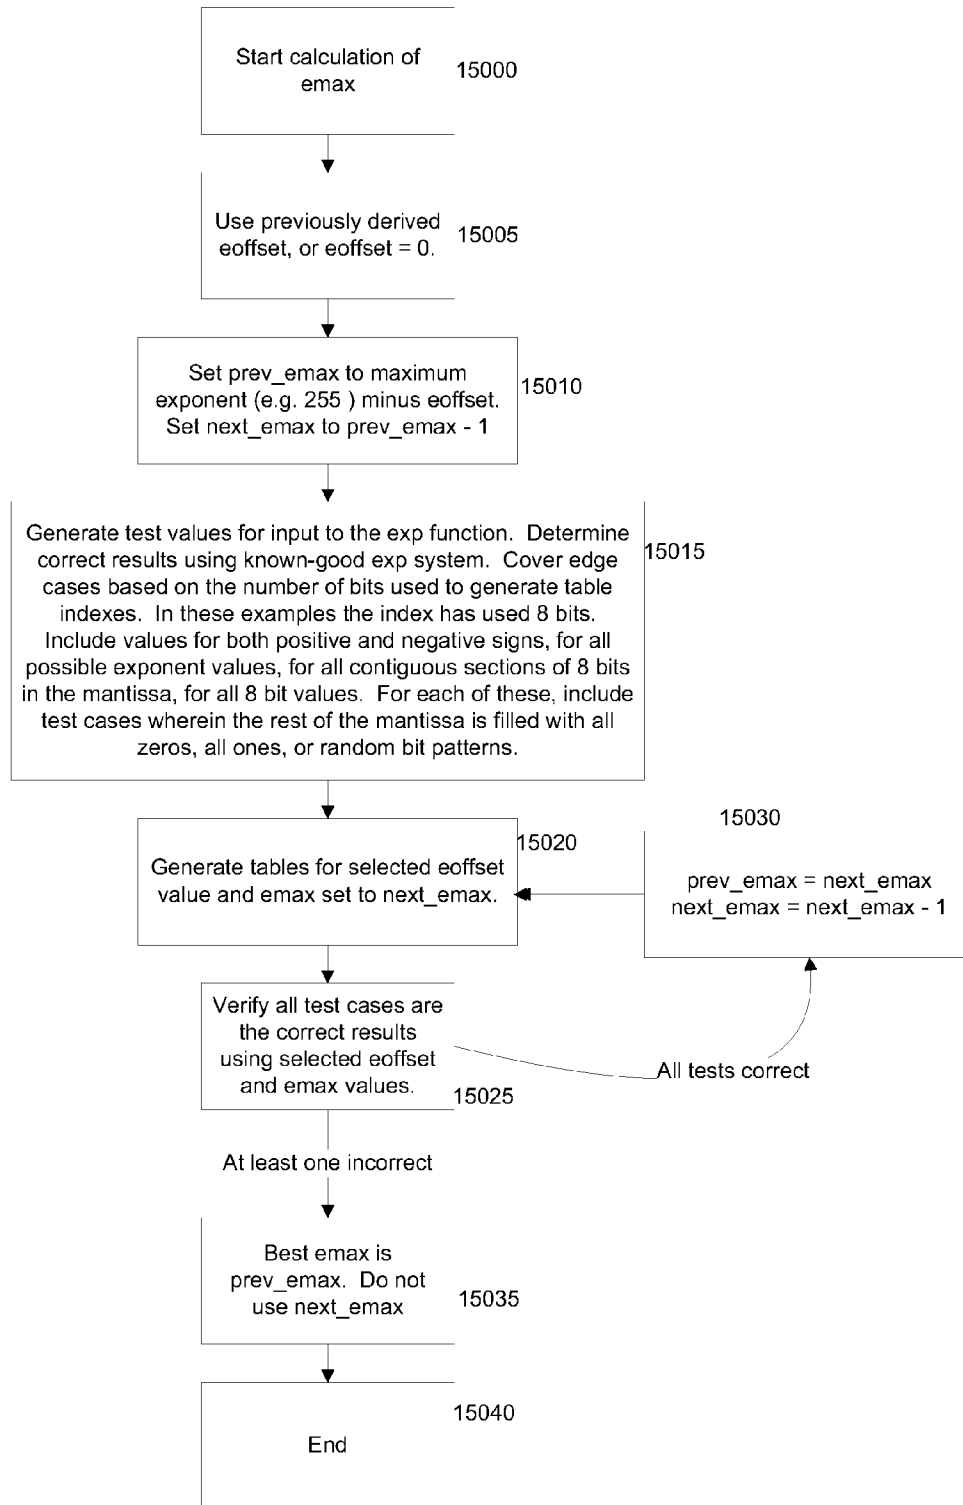 Start calculation of
emax
15000
Use previously derived
eoffset, or eoffset = 0.
15005
Set prev_emax to maximum
exponent (e.g. 255 ) minus eoffset.
Set next_emax to prev_emax - 1
15010
Generate test values for input to the exp function. Determine
correct results using known-good exp system. Cover edge
cases based on the number of bits used to generate table
indexes. In these examples the index has used 8 bits.
Include values for both positive and negative signs, for all
possible exponent values, for all contiguous sections of 8 bits
in the mantissa, for all 8 bit values. For each of these, include
test cases wherein the rest of the mantissa is filled with all
zeros, all ones, or random bit patterns.
15015
Generate tables for selected eoffset
value and emax set to next_emax.
15020
15030
prev_emax = next_emax
next_emax = next_emax - 1
Verify all test cases are
the correct results
using selected eoffset
and emax values.
15025
All tests correct
At least one incorrect
Best emax is
prev_emax. Do not
use next_emax
15035
End
15040